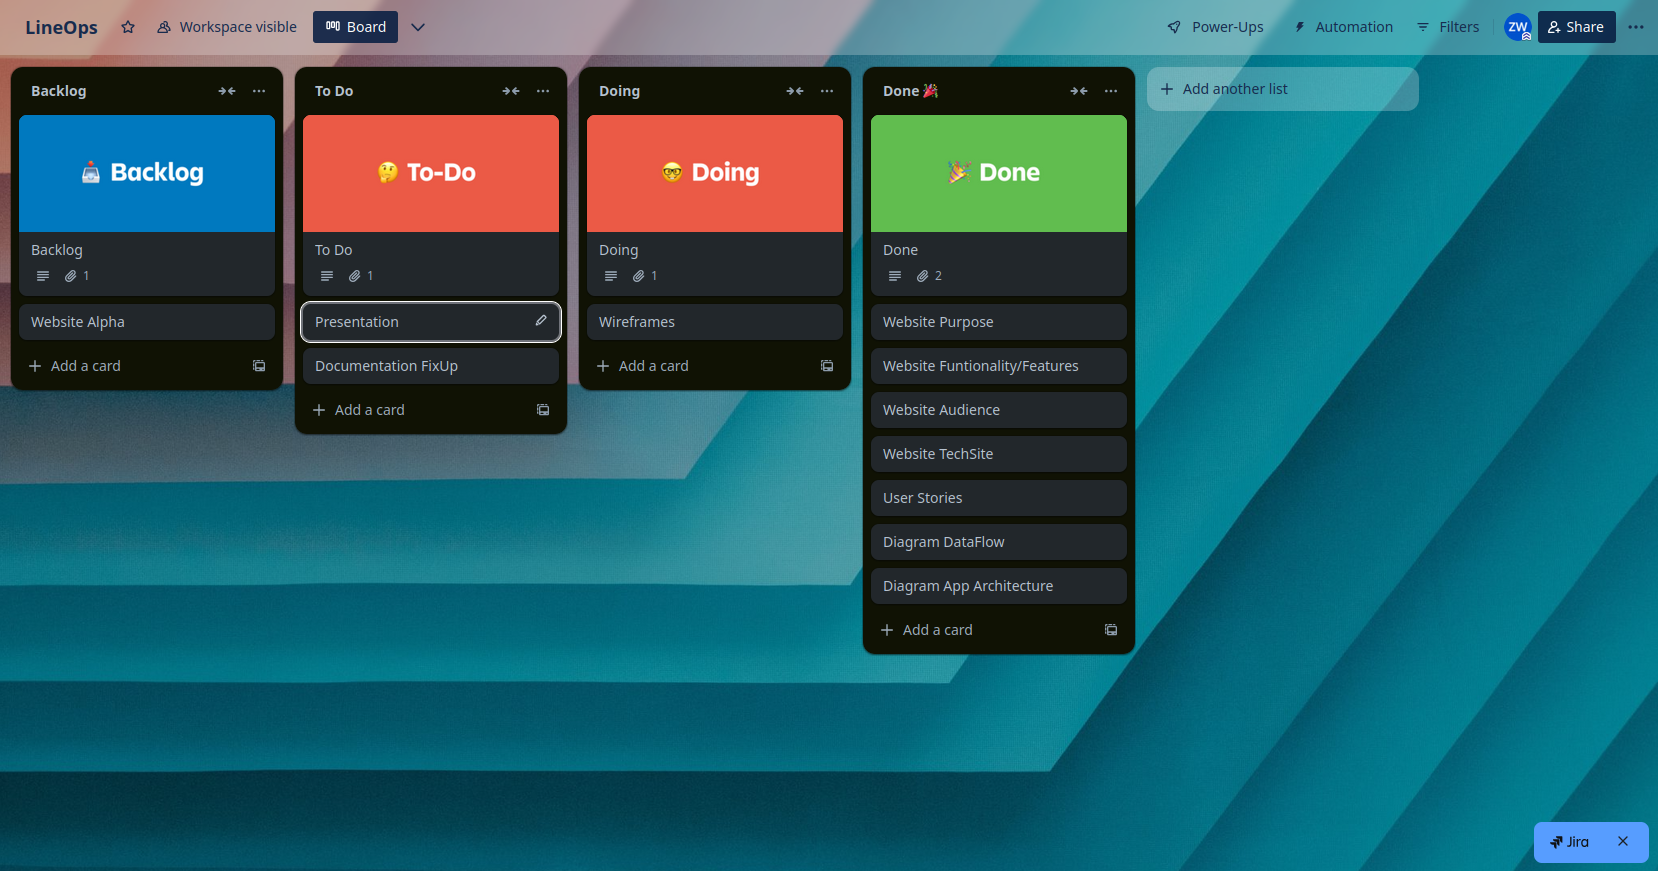 LineOps
Workspace visible
Board
Power-Ups
Automation
Filters
ZW
Share
Backlog
Backlog
Backlog
1
Website Alpha
Add a card
To Do
To-Do
To Do
1
Presentation
Documentation FixUp
Add a card
Doing
Doing
Doing
1
Wireframes
Add a card
Done
Done
Done
2
Website Purpose
Website Funtionality/Features
Website Audience
Website TechSite
User Stories
Diagram DataFlow
Diagram App Architecture
Add a card
Add another list
Jira